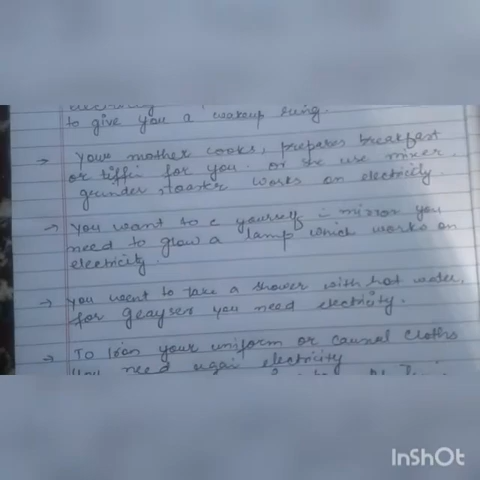 to give you a wakeup ring.
→ Your mother cooks, prepares breakfast
or tiffin for you. or she use mixer
grinder, toaster works on electricity.
→ You want to c yourself in mirror you
need to glow a lamp which works on
electricity.
→ You want to take a shower with hot water,
for geayser you need electricity.
→ To iron your uniform or causal cloths
you need again electricity
InShOt